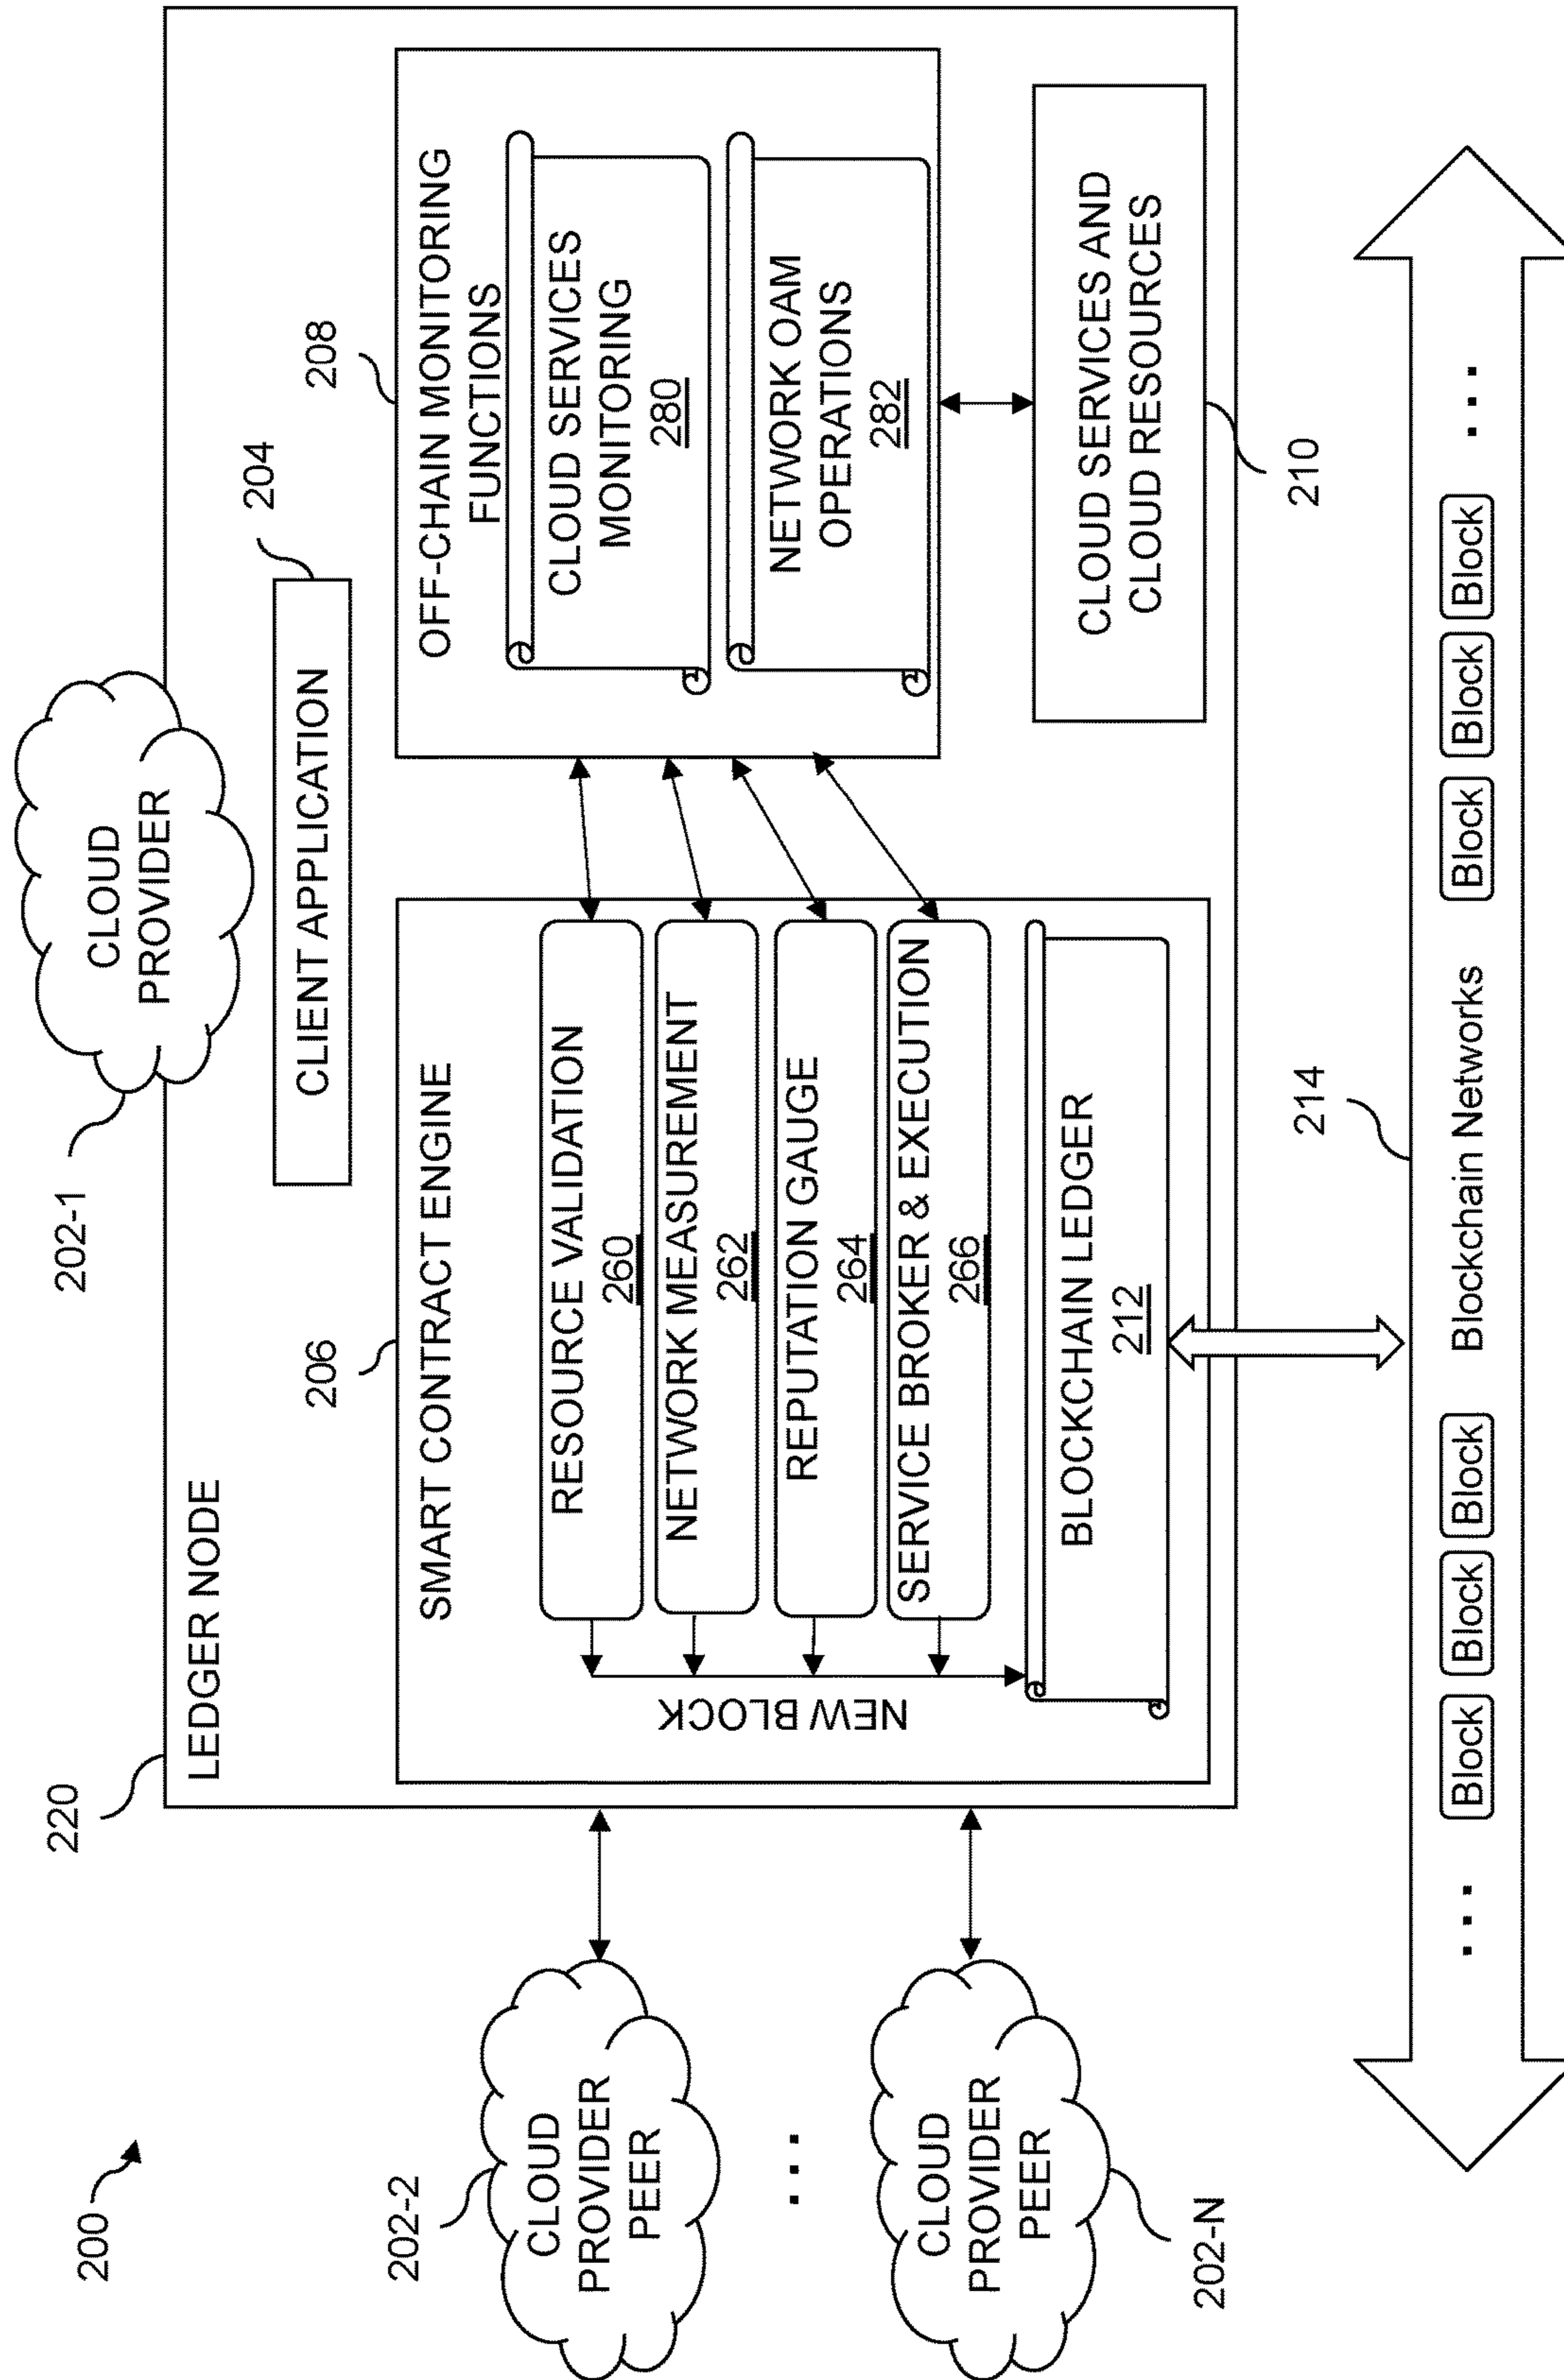 200
202-1
CLOUD
PROVIDER
220
LEDGER NODE
204
CLIENT APPLICATION
206
SMART CONTRACT ENGINE
RESOURCE VALIDATION
260
NETWORK MEASUREMENT
262
REPUTATION GAUGE
264
SERVICE BROKER & EXECUTION
266
NEW BLOCK
BLOCKCHAIN LEDGER
212
208
OFF-CHAIN MONITORING
FUNCTIONS
CLOUD SERVICES
MONITORING
280
NETWORK OAM
OPERATIONS
282
CLOUD SERVICES AND
CLOUD RESOURCES
210
202-2
CLOUD
PROVIDER
PEER
...
CLOUD
PROVIDER
PEER
202-N
214
... Block Block Block Blockchain Networks Block Block Block ...